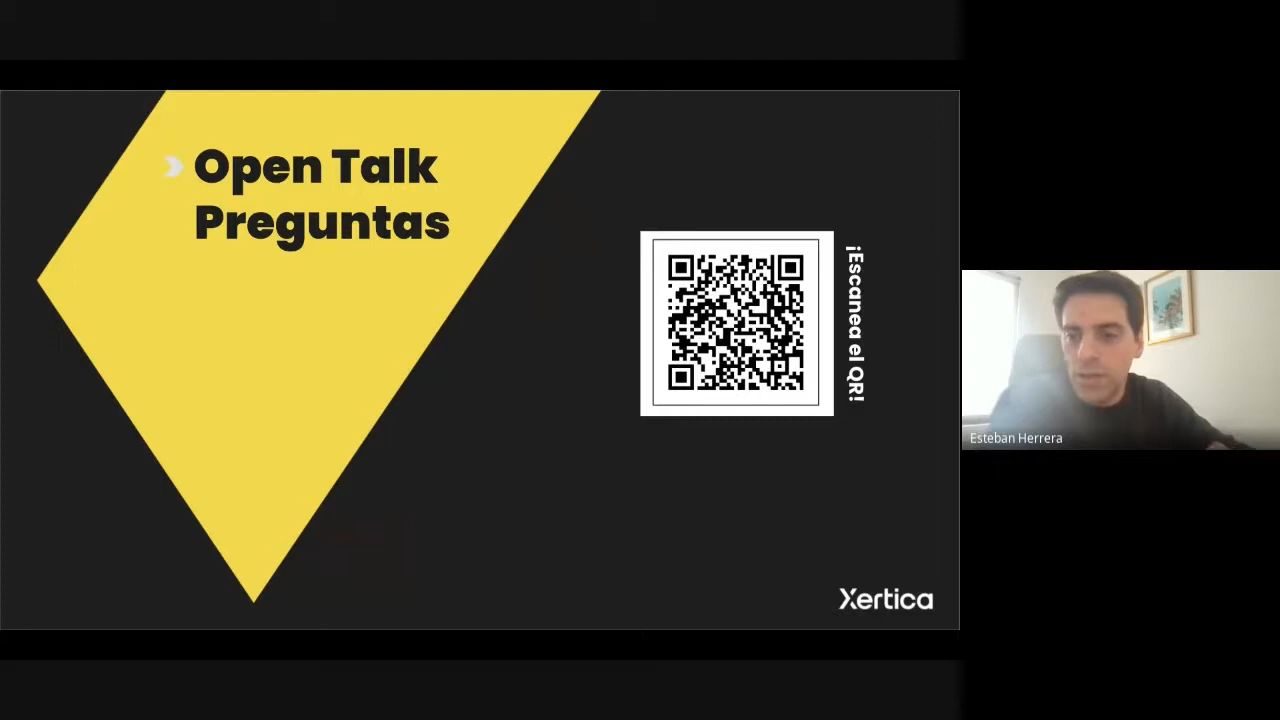 Open Talk
Preguntas
¡Escanea el QR!
Xertica
Esteban Herrera